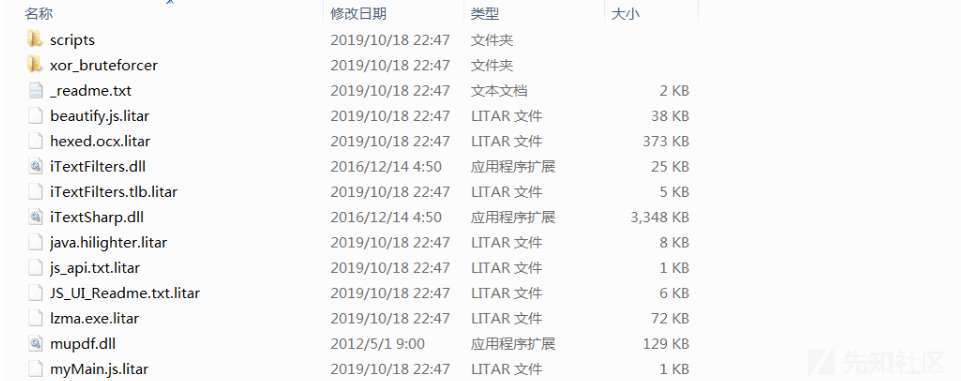 名称 修改日期 类型 大小
scripts 2019/10/18 22:47 文件夹
xor_bruteforcer 2019/10/18 22:47 文件夹
_readme.txt 2019/10/18 22:47 文本文档 2 KB
beautify.js.litar 2019/10/18 22:47 LITAR 文件 38 KB
hexed.ocx.litar 2019/10/18 22:47 LITAR 文件 373 KB
iTextFilters.dll 2016/12/14 4:50 应用程序扩展 25 KB
iTextFilters.tlb.litar 2019/10/18 22:47 LITAR 文件 5 KB
iTextSharp.dll 2016/12/14 4:50 应用程序扩展 3,348 KB
java.hilighter.litar 2019/10/18 22:47 LITAR 文件 8 KB
js_api.txt.litar 2019/10/18 22:47 LITAR 文件 1 KB
JS_UI_Readme.txt.litar 2019/10/18 22:47 LITAR 文件 6 KB
lzma.exe.litar 2019/10/18 22:47 LITAR 文件 72 KB
mupdf.dll 2012/5/1 9:00 应用程序扩展 129 KB
myMain.js.litar 2019/10/18 22:47 LITAR 文件 1 KB
先知社区